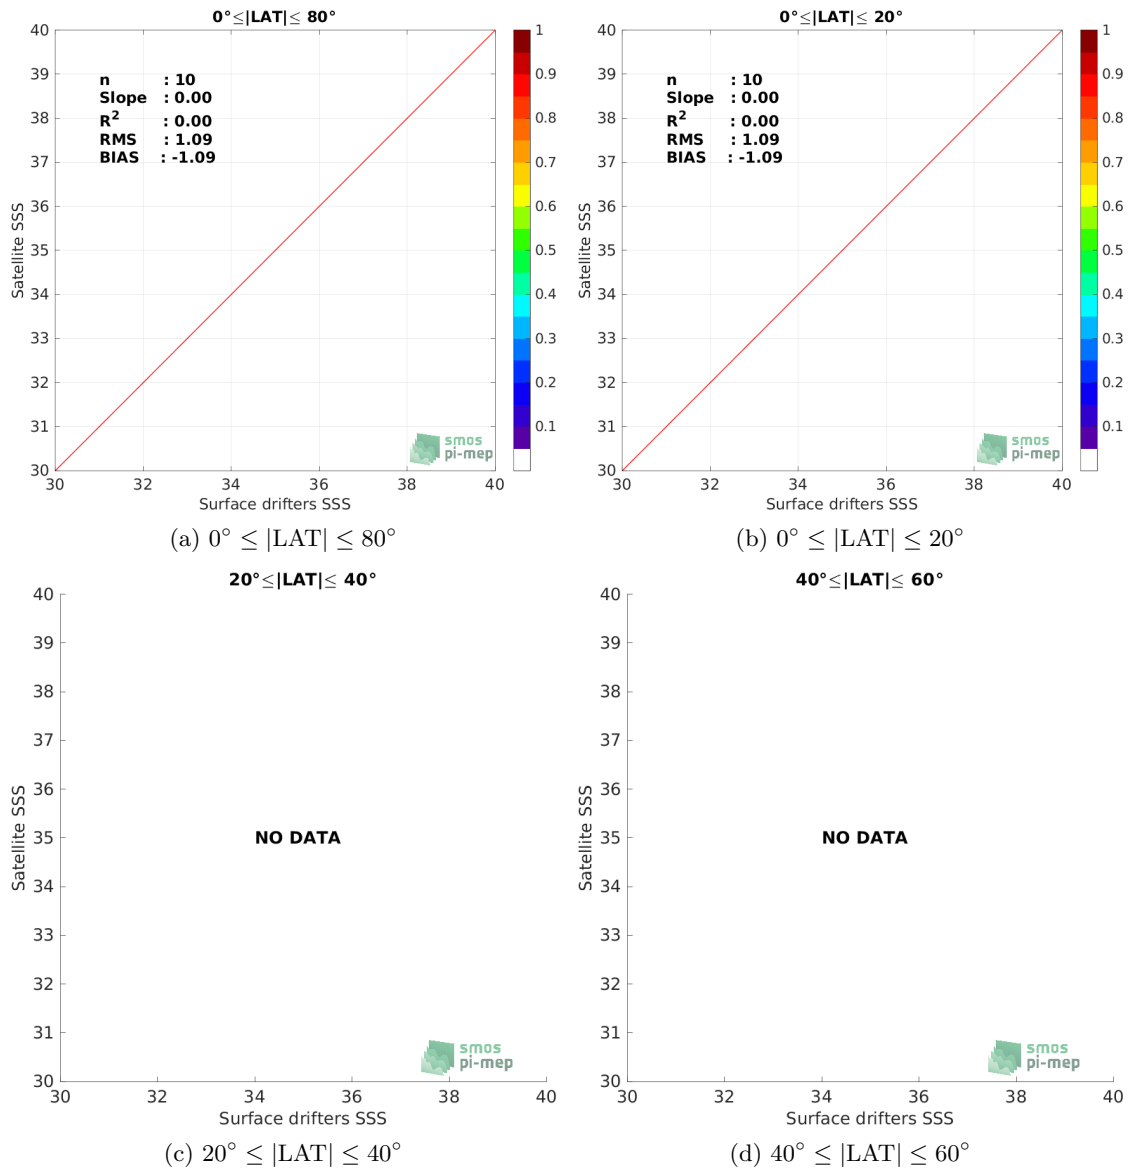 0°≤|LAT|≤ 80°
40
39
38
37
36
35
34
33
32
31
30
Satellite SSS
n : 10
Slope : 0.00
R² : 0.00
RMS : 1.09
BIAS : -1.09
1
0.9
0.8
0.7
0.6
0.5
0.4
0.3
0.2
0.1
smos
pi-mep
30 32 34 36 38 40
Surface drifters SSS
(a) 0° ≤ |LAT| ≤ 80°
0°≤|LAT|≤ 20°
40
39
38
37
36
35
34
33
32
31
30
Satellite SSS
n : 10
Slope : 0.00
R² : 0.00
RMS : 1.09
BIAS : -1.09
1
0.9
0.8
0.7
0.6
0.5
0.4
0.3
0.2
0.1
smos
pi-mep
30 32 34 36 38 40
Surface drifters SSS
(b) 0° ≤ |LAT| ≤ 20°
20°≤|LAT|≤ 40°
40
39
38
37
36
35
34
33
32
31
30
Satellite SSS
NO DATA
smos
pi-mep
30 32 34 36 38 40
Surface drifters SSS
(c) 20° ≤ |LAT| ≤ 40°
40°≤|LAT|≤ 60°
40
39
38
37
36
35
34
33
32
31
30
Satellite SSS
NO DATA
smos
pi-mep
30 32 34 36 38 40
Surface drifters SSS
(d) 40° ≤ |LAT| ≤ 60°